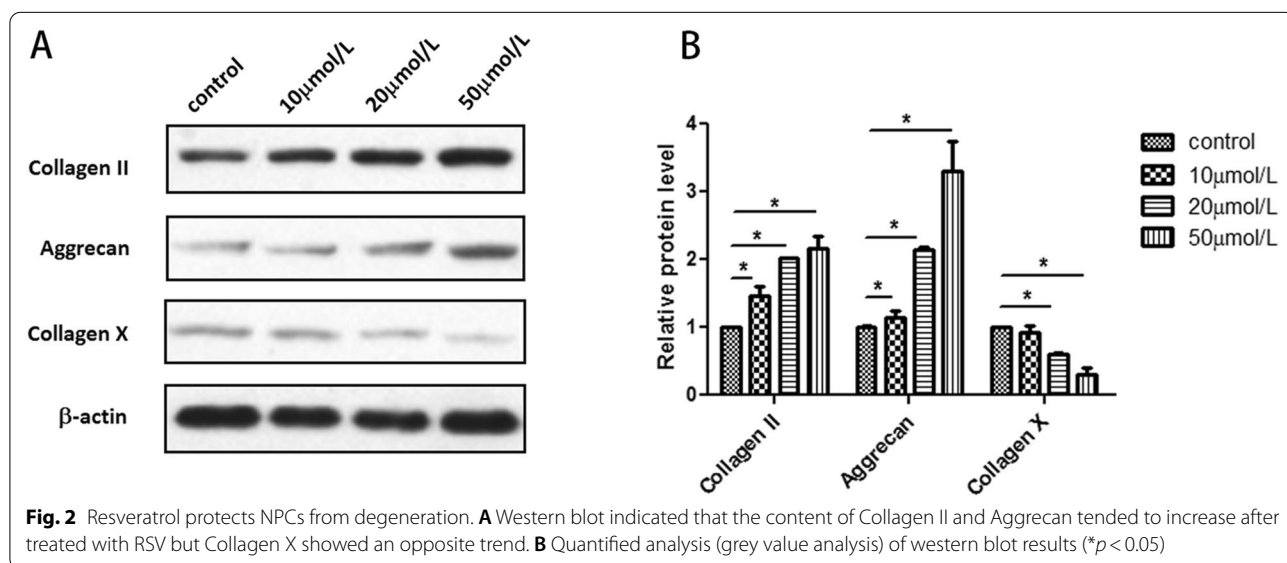 A
control 10μmol/L 20μmol/L 50μmol/L
Collagen II
Aggrecan
Collagen X
β-actin
B
Relative protein level
4
3
2
1
0
* * * * * * * *
Collagen II Aggrecan Collagen X
control
10μmol/L
20μmol/L
50μmol/L
Fig. 2 Resveratrol protects NPCs from degeneration. A Western blot indicated that the content of Collagen II and Aggrecan tended to increase after
treated with RSV but Collagen X showed an opposite trend. B Quantified analysis (grey value analysis) of western blot results (*p < 0.05)